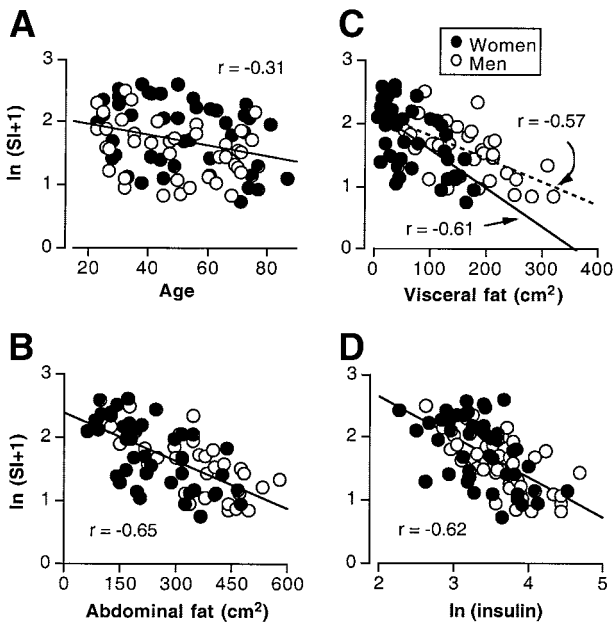 A
r = -0.31
ln (SI+1)
3
2
1
0
20
40
60
80
Age
C
Women
Men
3
2
1
0
r = -0.57
r = -0.61
0
100
200
300
400
Visceral fat (cm²)
B
ln (SI+1)
3
2
1
0
r = -0.65
0
150
300
450
600
Abdominal fat (cm²)
D
3
2
1
0
r = -0.62
2
3
4
5
ln (insulin)